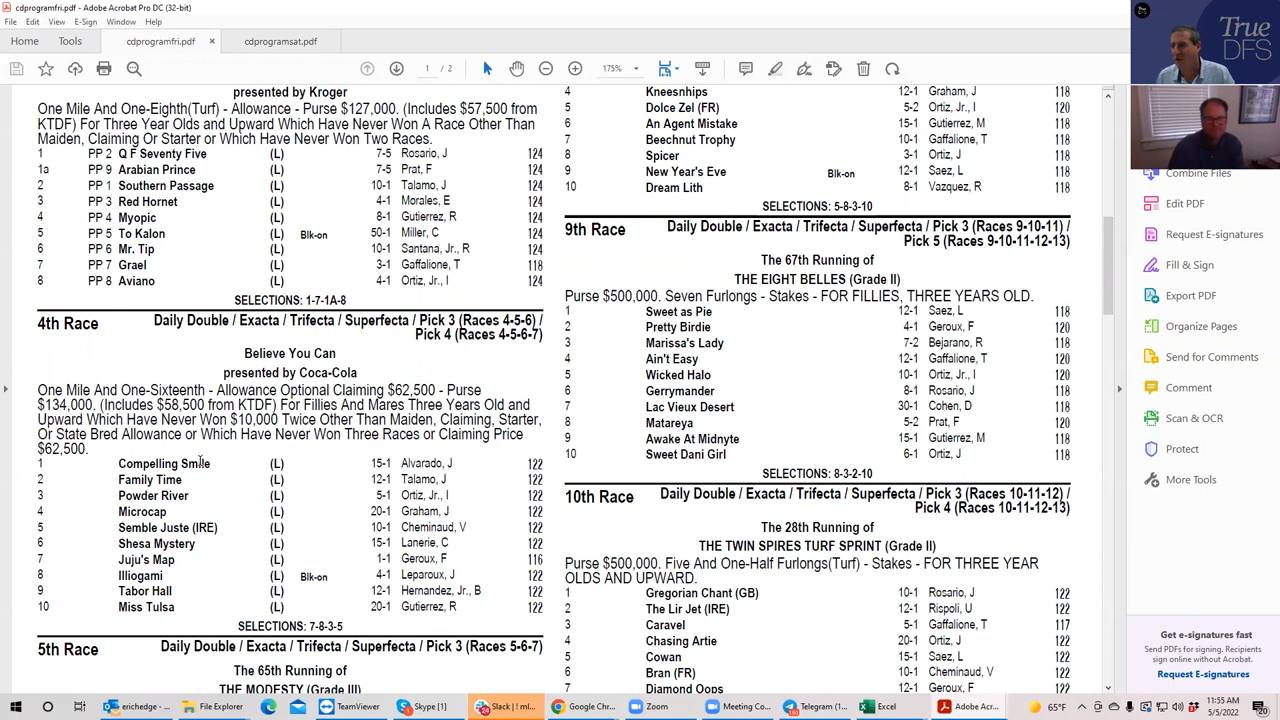 cdprogramfri.pdf - Adobe Acrobat Pro DC (32-bit)
File Edit View E-Sign Window Help
Home Tools cdprogramfri.pdf × cdprogramsat.pdf
1 / 2 175%
presented by Kroger
One Mile And One-Eighth(Turf) - Allowance - Purse $127,000. (Includes $57,500 from
KTDF) For Three Year Olds and Upward Which Have Never Won A Race Other Than
Maiden, Claiming Or Starter or Which Have Never Won Two Races.
1 PP 2 Q F Seventy Five (L) 7-5 Rosario, J 124
1a PP 9 Arabian Prince (L) 7-5 Prat, F 124
2 PP 1 Southern Passage (L) 10-1 Talamo, J 124
3 PP 3 Red Hornet (L) 4-1 Morales, E 124
4 PP 4 Myopic (L) 8-1 Gutierrez, R 124
5 PP 5 To Kalon (L) Blk-on 50-1 Miller, C 124
6 PP 6 Mr. Tip (L) 10-1 Santana, Jr., R 124
7 PP 7 Grael (L) 3-1 Gaffalione, T 118
8 PP 8 Aviano (L) 4-1 Ortiz, Jr., I 124
SELECTIONS: 1-7-1A-8
4th Race Daily Double / Exacta / Trifecta / Superfecta / Pick 3 (Races 4-5-6) /
Pick 4 (Races 4-5-6-7)
Believe You Can
presented by Coca-Cola
One Mile And One-Sixteenth - Allowance Optional Claiming $62,500 - Purse
$134,000. (Includes $58,500 from KTDF) For Fillies And Mares Three Years Old and
Upward Which Have Never Won $10,000 Twice Other Than Maiden, Claiming, Starter,
Or State Bred Allowance or Which Have Never Won Three Races or Claiming Price
$62,500.
1 Compelling Smile (L) 15-1 Alvarado, J 122
2 Family Time (L) 12-1 Talamo, J 122
3 Powder River (L) 5-1 Ortiz, Jr., I 122
4 Microcap (L) 20-1 Graham, J 122
5 Semble Juste (IRE) (L) 10-1 Cheminaud, V 122
6 Shesa Mystery (L) 15-1 Lanerie, C 122
7 Juju's Map (L) 1-1 Geroux, F 116
8 Illiogami (L) Blk-on 4-1 Leparoux, J 122
9 Tabor Hall (L) 12-1 Hernandez, Jr., B 122
10 Miss Tulsa (L) 20-1 Gutierrez, R 122
SELECTIONS: 7-8-3-5
5th Race Daily Double / Exacta / Trifecta / Superfecta / Pick 3 (Races 5-6-7)
The 65th Running of
THE MODESTY (Grade III)
4 Kneesnhips 12-1 Graham, J 118
5 Dolce Zel (FR) 5-2 Ortiz, Jr., I 120
6 An Agent Mistake 15-1 Gutierrez, M 118
7 Beechnut Trophy 10-1 Gaffalione, T 118
8 Spicer 3-1 Ortiz, J 118
9 New Year's Eve Blk-on 12-1 Saez, L 118
10 Dream Lith 8-1 Vazquez, R 118
SELECTIONS: 5-8-3-10
9th Race Daily Double / Exacta / Trifecta / Superfecta / Pick 3 (Races 9-10-11) /
Pick 5 (Races 9-10-11-12-13)
The 67th Running of
THE EIGHT BELLES (Grade II)
Purse $500,000. Seven Furlongs - Stakes - FOR FILLIES, THREE YEARS OLD.
1 Sweet as Pie 12-1 Saez, L 118
2 Pretty Birdie 4-1 Geroux, F 120
3 Marissa's Lady 7-2 Bejarano, R 118
4 Ain't Easy 12-1 Gaffalione, T 120
5 Wicked Halo 10-1 Ortiz, Jr., I 120
6 Gerrymander 8-1 Rosario, J 118
7 Lac Vieux Desert 30-1 Cohen, D 118
8 Matareya 5-2 Prat, F 120
9 Awake At Midnyte 15-1 Gutierrez, M 118
10 Sweet Dani Girl 6-1 Ortiz, J 118
SELECTIONS: 8-3-2-10
10th Race Daily Double / Exacta / Trifecta / Superfecta / Pick 3 (Races 10-11-12) /
Pick 4 (Races 10-11-12-13)
The 28th Running of
THE TWIN SPIRES TURF SPRINT (Grade II)
Purse $500,000. Five And One-Half Furlongs(Turf) - Stakes - FOR THREE YEAR
OLDS AND UPWARD.
1 Gregorian Chant (GB) 10-1 Rosario, J 122
2 The Lir Jet (IRE) 12-1 Rispoli, U 122
3 Caravel 5-1 Gaffalione, T 117
4 Chasing Artie 20-1 Ortiz, J 122
5 Cowan 15-1 Saez, L 122
6 Bran (FR) 10-1 Cheminaud, V 122
7 Diamond Oops 12-1 Geroux, F 122
True
DFS
Combine Files
Edit PDF
Request E-signatures
Fill & Sign
Export PDF
Organize Pages
Send for Comments
Comment
Scan & OCR
Protect
More Tools
Get e-signatures fast
Send PDFs for signing. Recipients
sign online without Acrobat.
Request E-signatures
erichedge - ... File Explorer TeamViewer Skype [1] Slack | ! ml... Google Chr... Zoom Meeting Co... Telegram (1... Excel Adobe Acr... 65°F 11:55 AM
5/5/2022